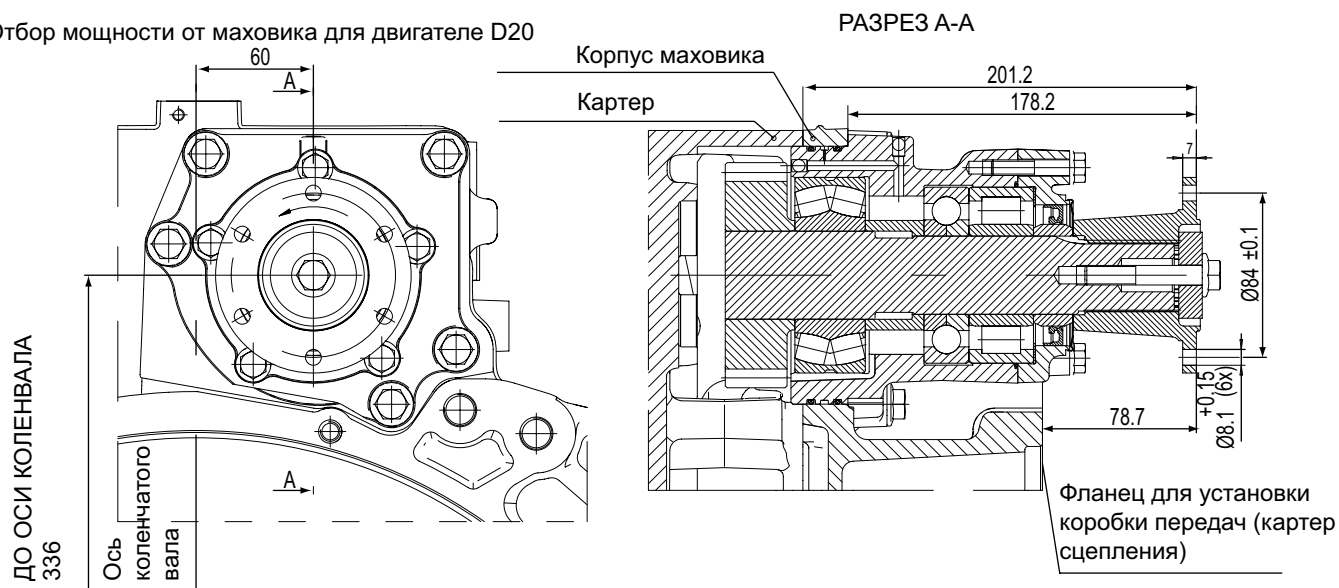 Отбор мощности от маховика для двигателе D20
60
A
A
ДО ОСИ КОЛЕНВАЛА
336
Ось
коленчатого
вала
РАЗРЕЗ A-A
Корпус маховика
Картер
201.2
178.2
7
Ø84 ±0.1
Ø8.1 +0.15 (6x)
78.7
Фланец для установки
коробки передач (картер
сцепления)